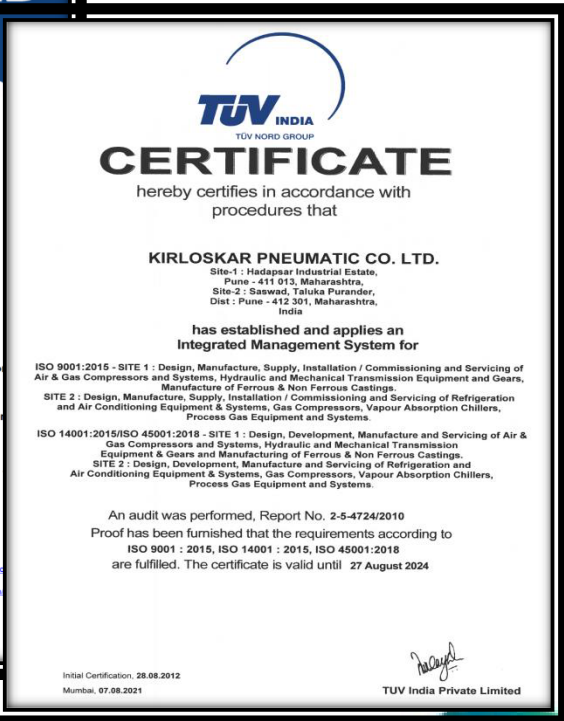 TÜV INDIA
TÜV NORD GROUP
CERTIFICATE
hereby certifies in accordance with
procedures that
KIRLOSKAR PNEUMATIC CO. LTD.
Site-1 : Hadapsar Industrial Estate,
Pune - 411 013, Maharashtra,
Site-2 : Saswad, Taluka Purander,
Dist : Pune - 412 301, Maharashtra,
India
has established and applies an
Integrated Management System for
ISO 9001:2015 - SITE 1 : Design, Manufacture, Supply, Installation / Commissioning and Servicing of
Air & Gas Compressors and Systems, Hydraulic and Mechanical Transmission Equipment and Gears,
Manufacture of Ferrous & Non Ferrous Castings.
SITE 2 : Design, Manufacture, Supply, Installation / Commissioning and Servicing of Refrigeration
and Air Conditioning Equipment & Systems, Gas Compressors, Vapour Absorption Chillers,
Process Gas Equipment and Systems.
ISO 14001:2015/ISO 45001:2018 - SITE 1 : Design, Development, Manufacture and Servicing of Air &
Gas Compressors and Systems, Hydraulic and Mechanical Transmission
Equipment & Gears and Manufacturing of Ferrous & Non Ferrous Castings.
SITE 2 : Design, Development, Manufacture and Servicing of Refrigeration and
Air Conditioning Equipment & Systems, Gas Compressors, Vapour Absorption Chillers,
Process Gas Equipment and Systems.
An audit was performed, Report No. 2-5-4724/2010
Proof has been furnished that the requirements according to
ISO 9001 : 2015, ISO 14001 : 2015, ISO 45001:2018
are fulfilled. The certificate is valid until 27 August 2024
Initial Certification, 28.08.2012
Mumbai, 07.08.2021
TUV India Private Limited